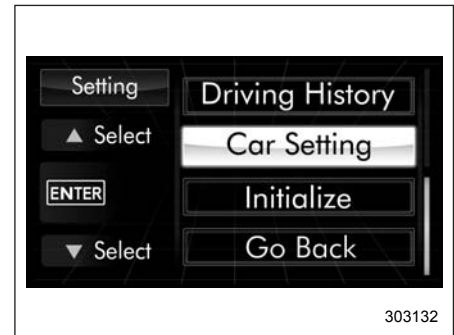 Setting
▲ Select
ENTER
▼ Select
Driving History
Car Setting
Initialize
Go Back
303132